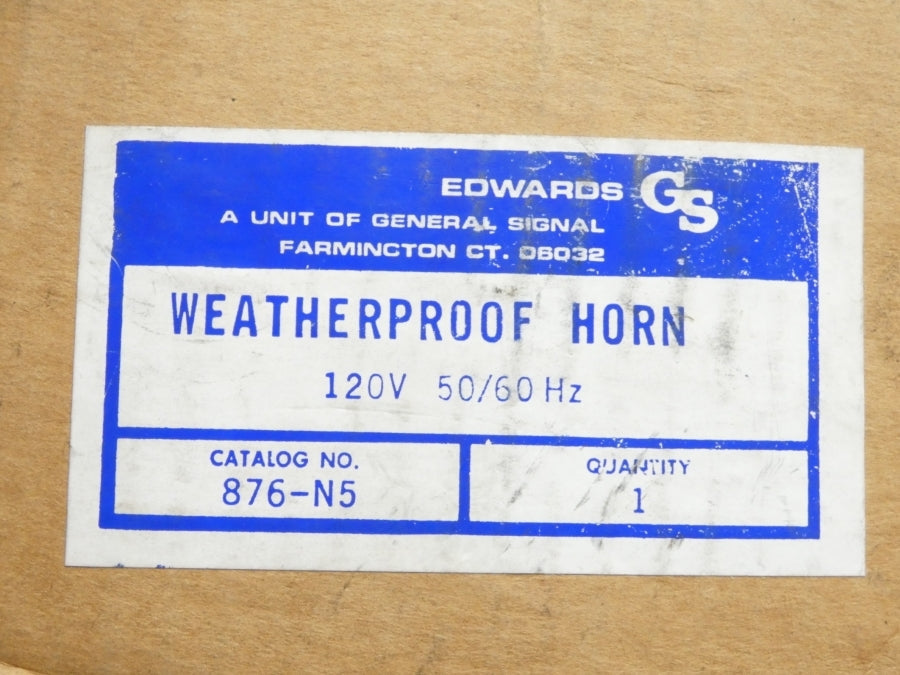 EDWARDS GS
A UNIT OF GENERAL SIGNAL
FARMINGTON CT. 06032
WEATHERPROOF HORN
120V 50/60 Hz
CATALOG NO.
876-N5
QUANTITY
1